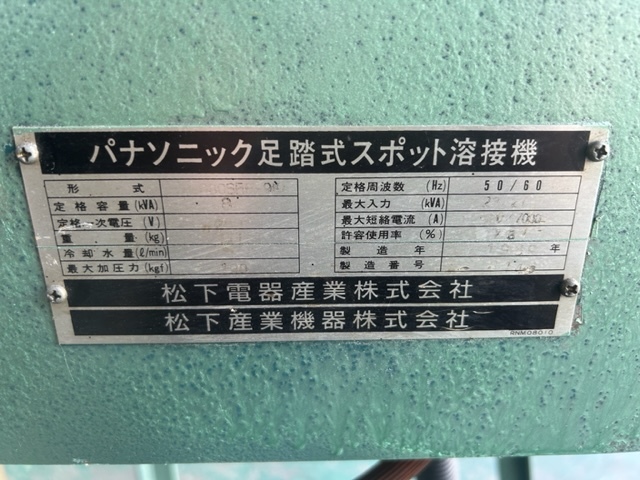 パナソニック足踏式スポット溶接機
形式
定格容量(kVA) 8
定格一次電圧(V)
重量(kg)
冷却水量(ℓ/min)
最大加圧力(kgf)
定格周波数(Hz) 50/60
最大入力(kVA)
最大短絡電流(A)
許容使用率(%)
製造年 年
製造番号
松下電器産業株式会社
松下産業機器株式会社
RNM08010